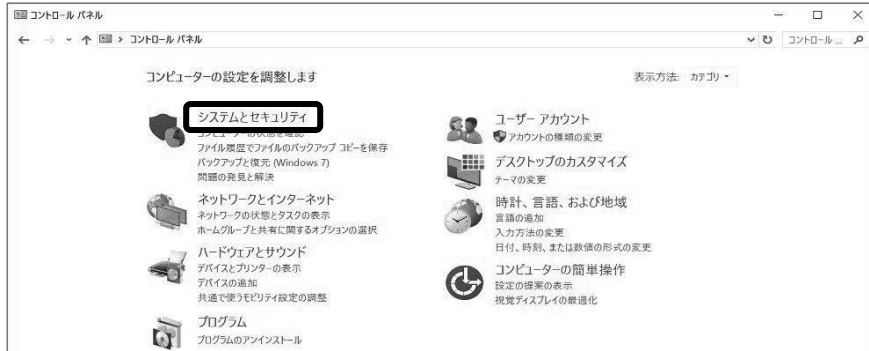 コントロール パネル
コントロール パネル
コントロール ...
コンピューターの設定を調整します
表示方法: カテゴリ
システムとセキュリティ
コンピューターの状態を確認
ファイル履歴でファイルのバックアップ コピーを保存
バックアップと復元 (Windows 7)
問題の発見と解決
ネットワークとインターネット
ネットワークの状態とタスクの表示
ホームグループと共有に関するオプションの選択
ハードウェアとサウンド
デバイスとプリンターの表示
デバイスの追加
共通で使うモビリティ設定の調整
プログラム
プログラムのアンインストール
ユーザー アカウント
アカウントの種類の変更
デスクトップのカスタマイズ
テーマの変更
時計、言語、および地域
言語の追加
入力方法の変更
日付、時刻、または数値の形式の変更
コンピューターの簡単操作
設定の提案の表示
視覚ディスプレイの最適化